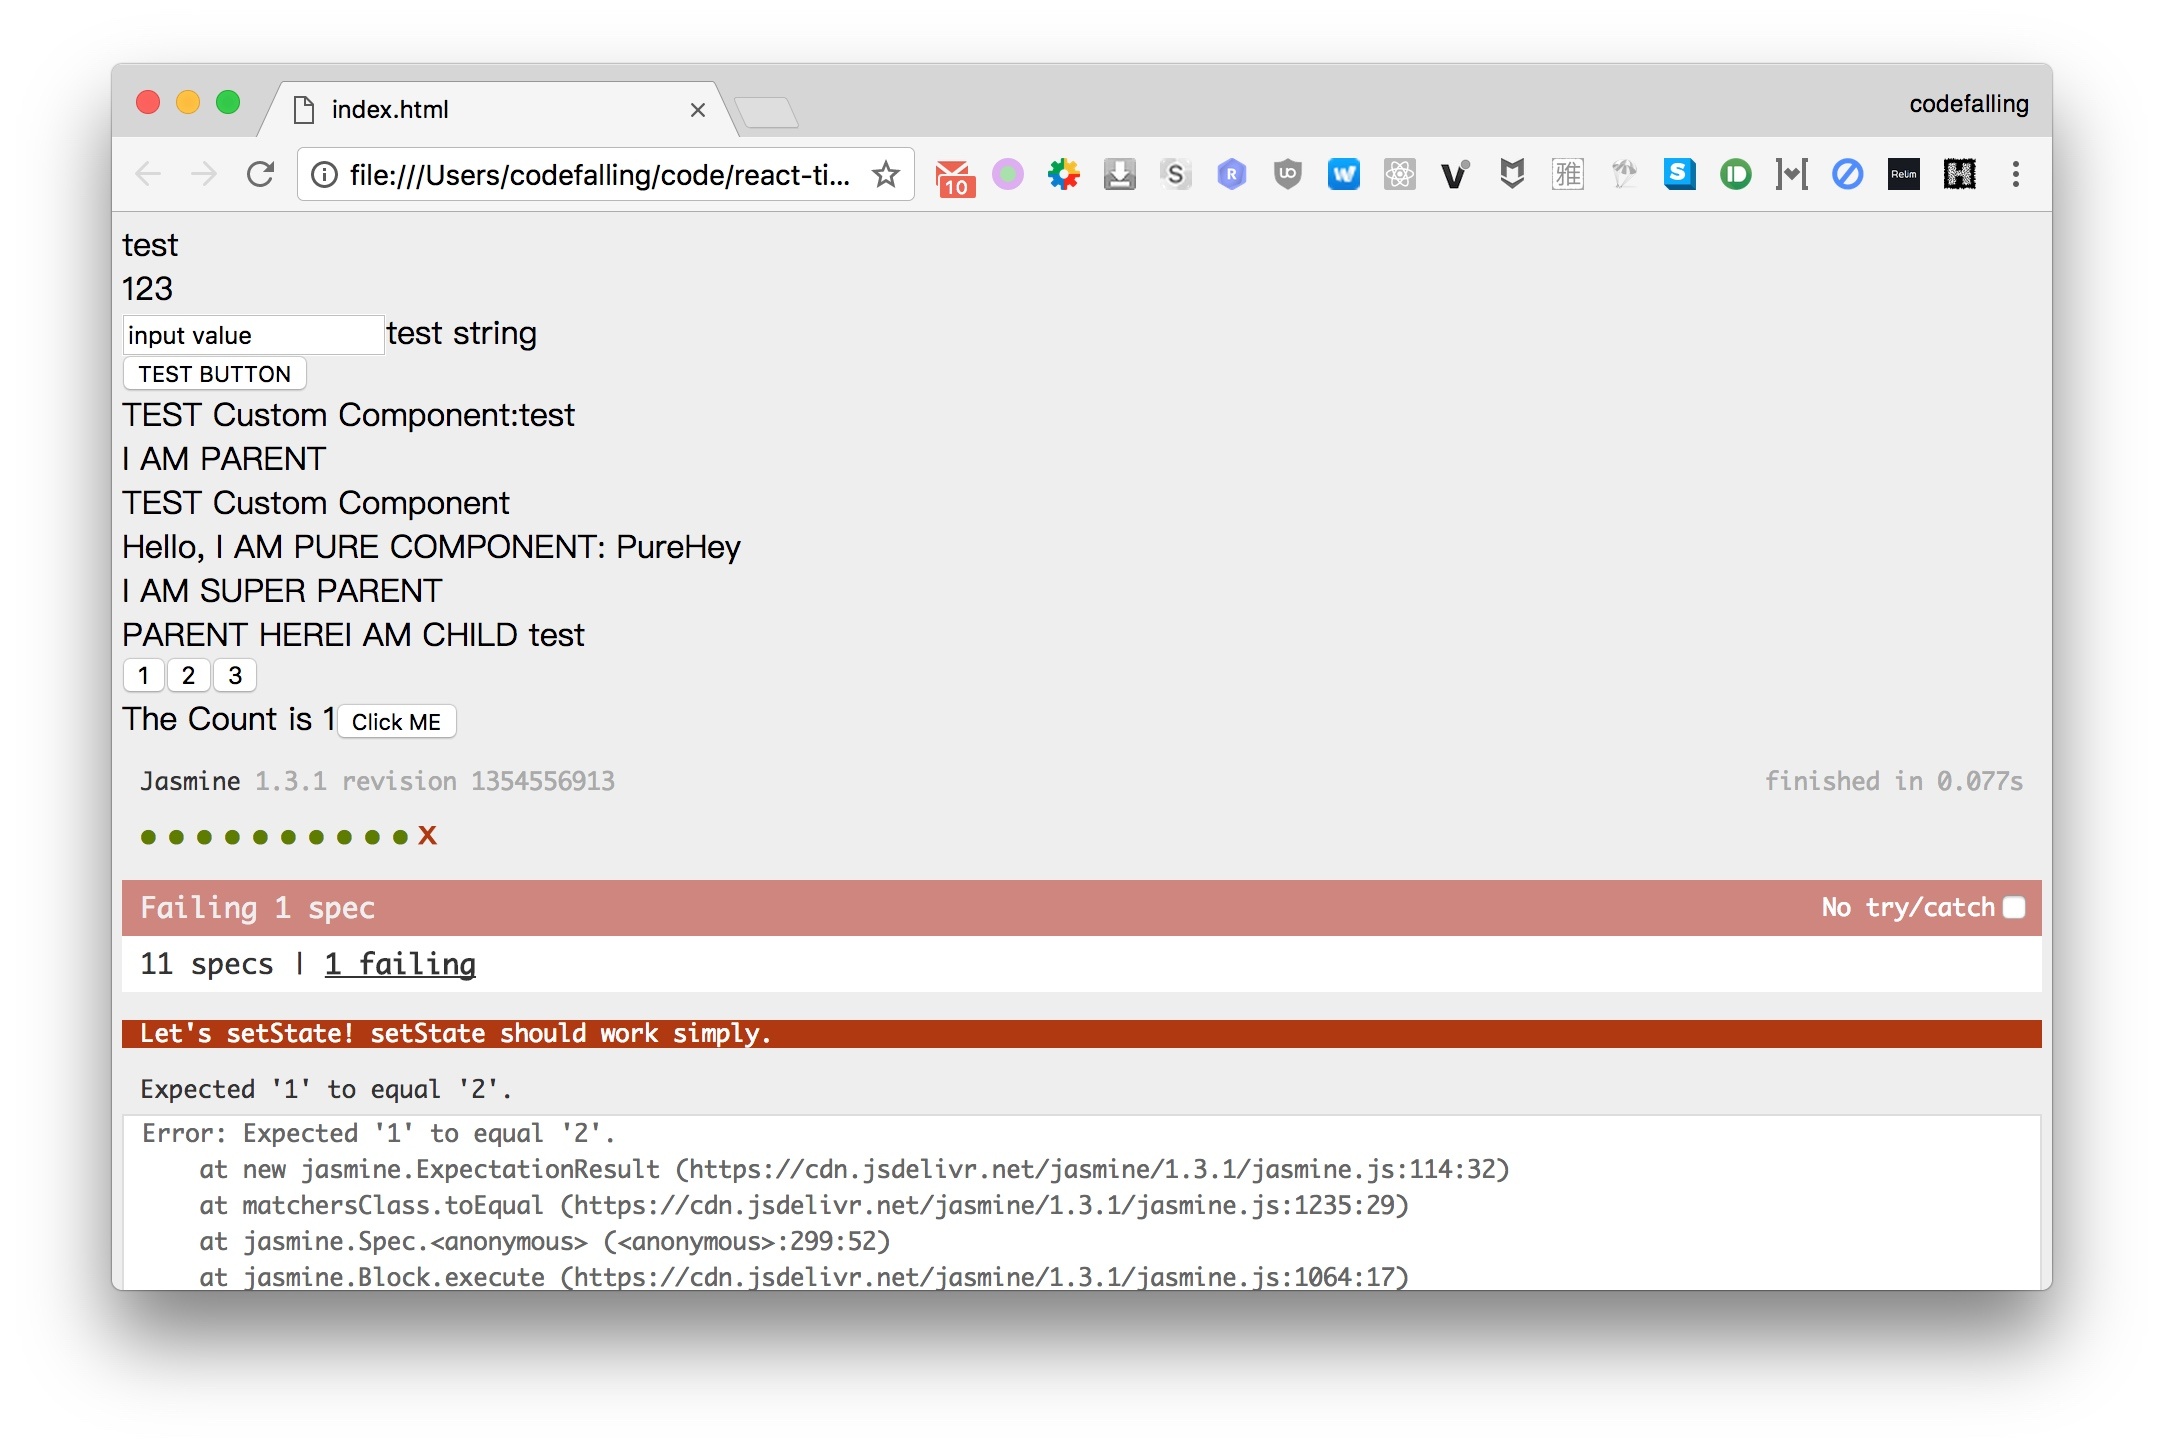 index.html
codefalling
file:///Users/codefalling/code/react-ti...
10
S
R
UO
W
V
雅
S
Relim
H
test
123
input value test string
TEST BUTTON
TEST Custom Component:test
I AM PARENT
TEST Custom Component
Hello, I AM PURE COMPONENT: PureHey
I AM SUPER PARENT
PARENT HEREI AM CHILD test
1 2 3
The Count is 1 Click ME
Jasmine 1.3.1 revision 1354556913 finished in 0.077s
x
Failing 1 spec No try/catch
11 specs | 1 failing
Let's setState! setState should work simply.
Expected '1' to equal '2'.
Error: Expected '1' to equal '2'.
at new jasmine.ExpectationResult (https://cdn.jsdelivr.net/jasmine/1.3.1/jasmine.js:114:32)
at matchersClass.toEqual (https://cdn.jsdelivr.net/jasmine/1.3.1/jasmine.js:1235:29)
at jasmine.Spec.<anonymous> (<anonymous>:299:52)
at jasmine.Block.execute (https://cdn.jsdelivr.net/jasmine/1.3.1/jasmine.js:1064:17)